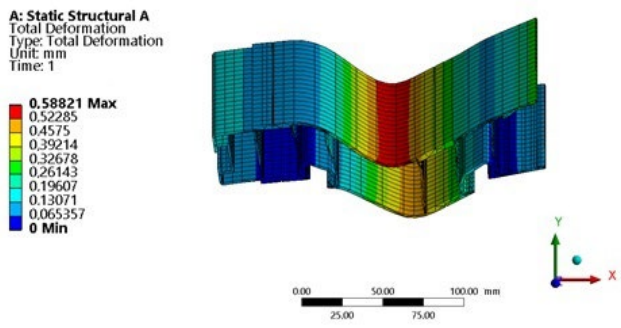 A: Static Structural A
Total Deformation
Type: Total Deformation
Unit: mm
Time: 1
0.58821 Max
0.52285
0.4575
0.39214
0.32678
0.26143
0.19607
0.13071
0.065357
0 Min
Y
X
0.00 50.00 100.00 mm
25.00 75.00